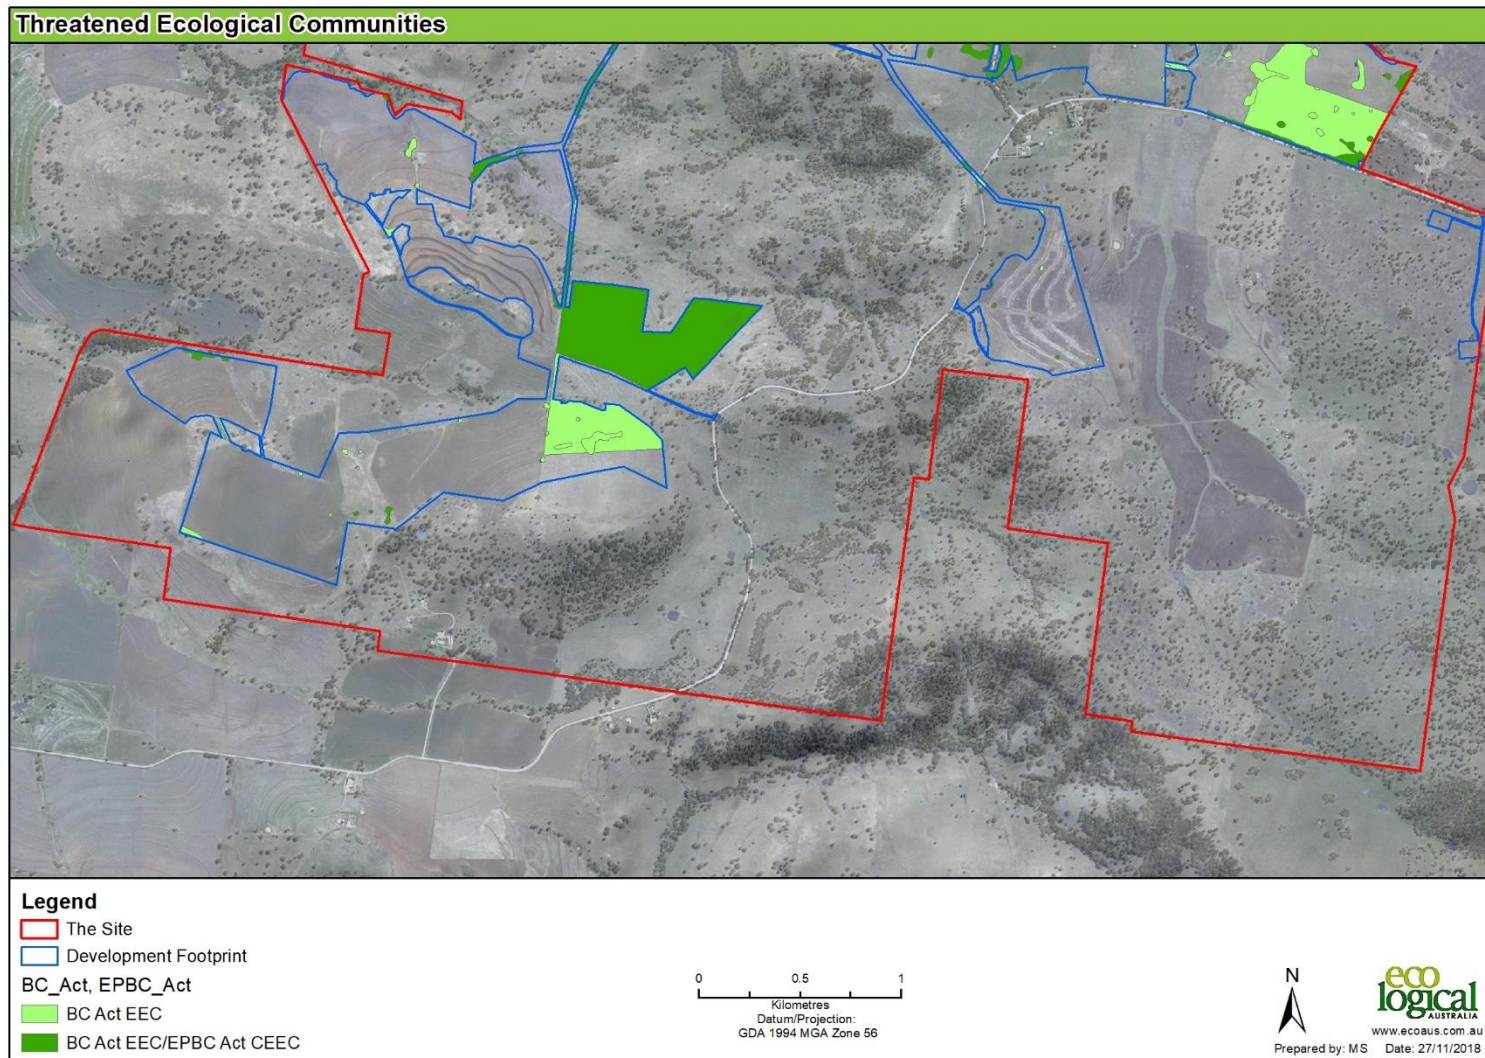 Threatened Ecological Communities
Legend
The Site
Development Footprint
BC_Act, EPBC_Act
BC Act EEC
BC Act EEC/EPBC Act CEEC
0 0.5 1
Kilometres
Datum/Projection:
GDA 1994 MGA Zone 56
N
eco
logical
AUSTRALIA
www.ecoaus.com.au
Prepared by: MS Date: 27/11/2018